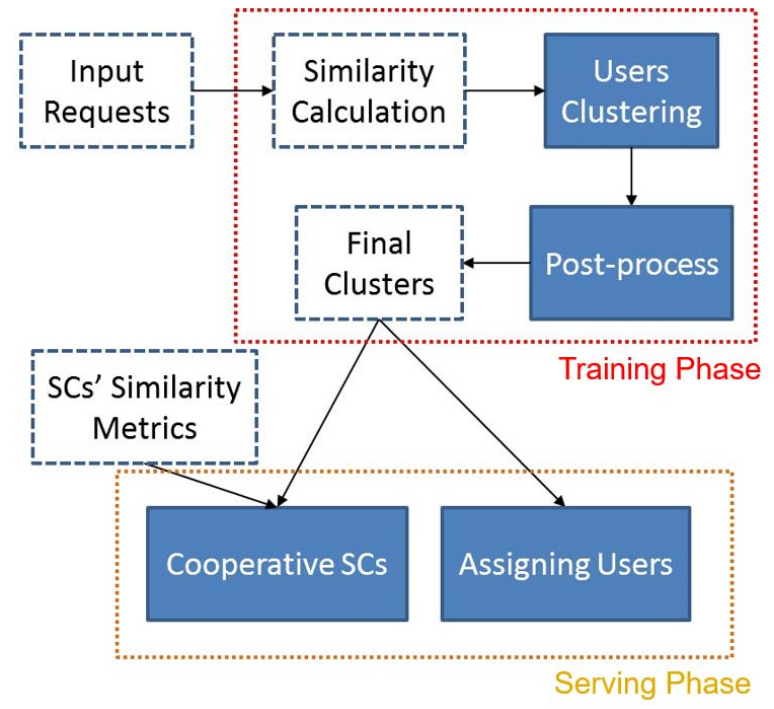 Input
Requests
Similarity
Calculation
Users
Clustering
Final
Clusters
Post-process
Training Phase
SCs’ Similarity
Metrics
Cooperative SCs
Assigning Users
Serving Phase